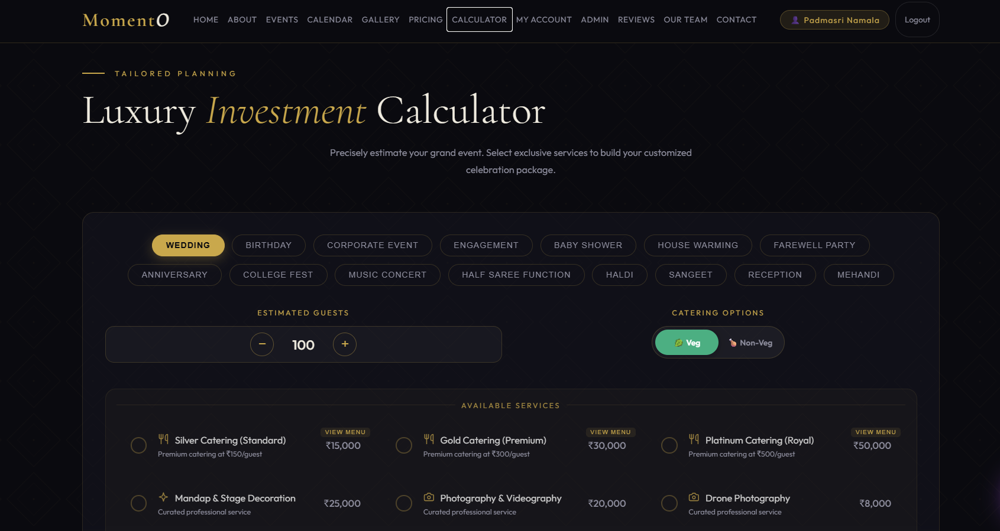 MomentO
HOME ABOUT EVENTS CALENDAR GALLERY PRICING CALCULATOR MY ACCOUNT ADMIN REVIEWS OUR TEAM CONTACT
👤 Padmasri Namala
Logout
TAILORED PLANNING
Luxury Investment Calculator
Precisely estimate your grand event. Select exclusive services to build your customized
celebration package.
WEDDING BIRTHDAY CORPORATE EVENT ENGAGEMENT BABY SHOWER HOUSE WARMING FAREWELL PARTY
ANNIVERSARY COLLEGE FEST MUSIC CONCERT HALF SAREE FUNCTION HALDI SANGEET RECEPTION MEHANDI
ESTIMATED GUESTS
− 100 +
CATERING OPTIONS
Veg Non-Veg
AVAILABLE SERVICES
Silver Catering (Standard)
Premium catering at ₹150/guest
VIEW MENU
₹15,000
Gold Catering (Premium)
Premium catering at ₹300/guest
VIEW MENU
₹30,000
Platinum Catering (Royal)
Premium catering at ₹500/guest
VIEW MENU
₹50,000
Mandap & Stage Decoration
Curated professional service
₹25,000
Photography & Videography
Curated professional service
₹20,000
Drone Photography
Curated professional service
₹8,000